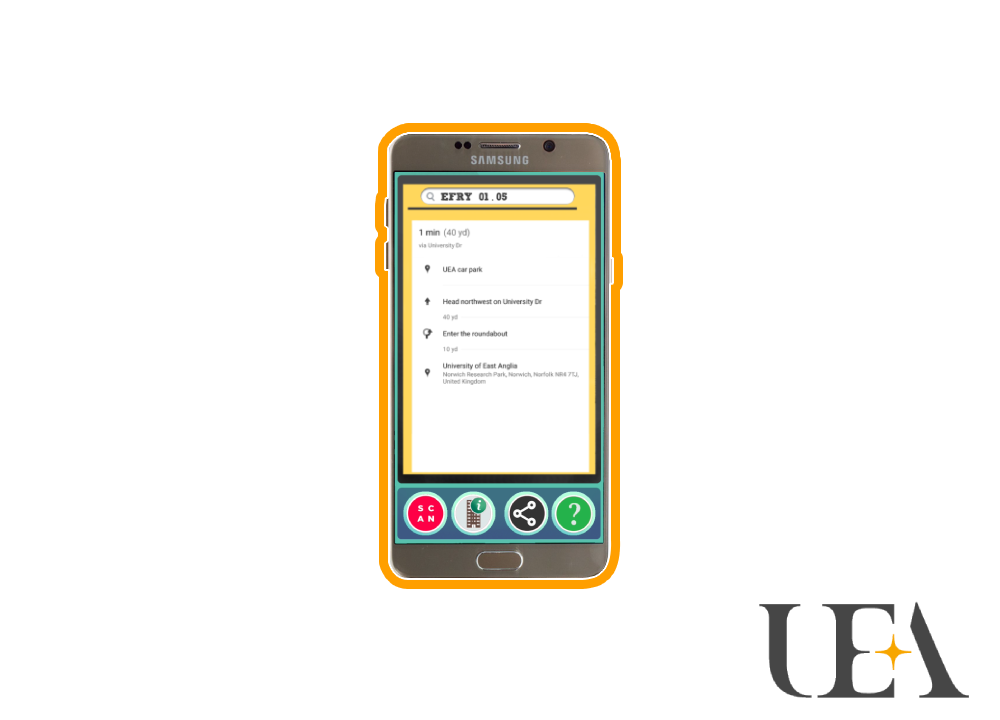 SAMSUNG
EFRY 01.05
1 min (40 yd)
via University Dr
UEA car park
Head northwest on University Dr
40 yd
Enter the roundabout
10 yd
University of East Anglia
Norwich Research Park, Norwich, Norfolk NR4 7TJ,
United Kingdom
SC
AN
i
?
UEA